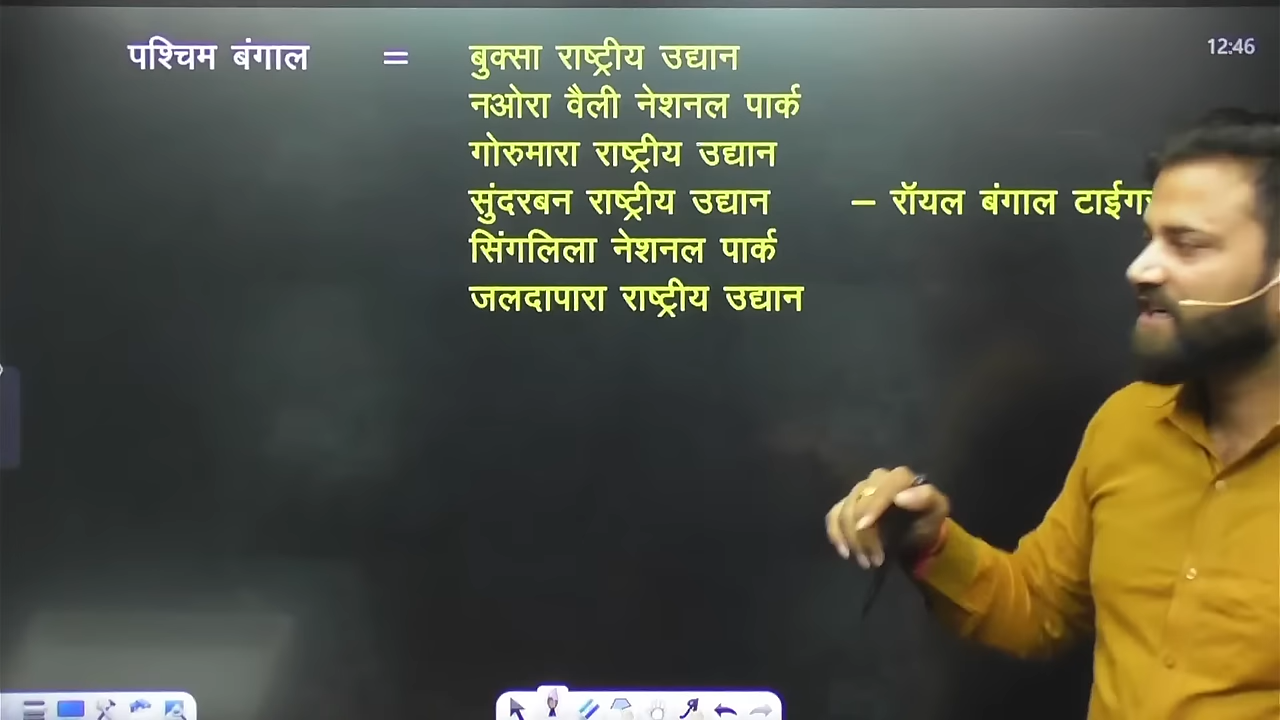 पश्चिम बंगाल = बुक्सा राष्ट्रीय उद्यान
12:46
नओरा वैली नेशनल पार्क
गोरुमारा राष्ट्रीय उद्यान
सुंदरबन राष्ट्रीय उद्यान – रॉयल बंगाल
सिंगलिला नेशनल पार्क
जलदापारा राष्ट्रीय उद्यान